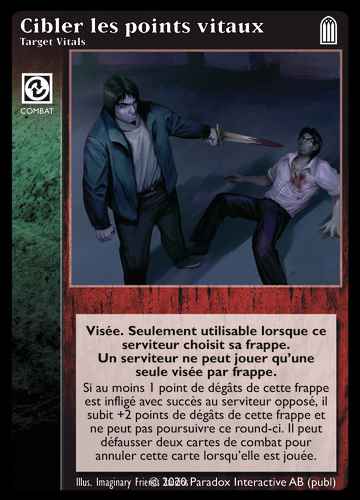 Cibler les points vitaux
Target Vitals
COMBAT
Visée. Seulement utilisable lorsque ce
serviteur choisit sa frappe.
Un serviteur ne peut jouer qu'une
seule visée par frappe.
Si au moins 1 point de dégâts de cette frappe
est infligé avec succès au serviteur opposé, il
subit +2 points de dégâts de cette frappe et
ne peut pas poursuivre ce round-ci. Il peut
défausser deux cartes de combat pour
annuler cette carte lorsqu'elle est jouée.
Illus. Imaginary Friends © 2020 Paradox Interactive AB (publ)